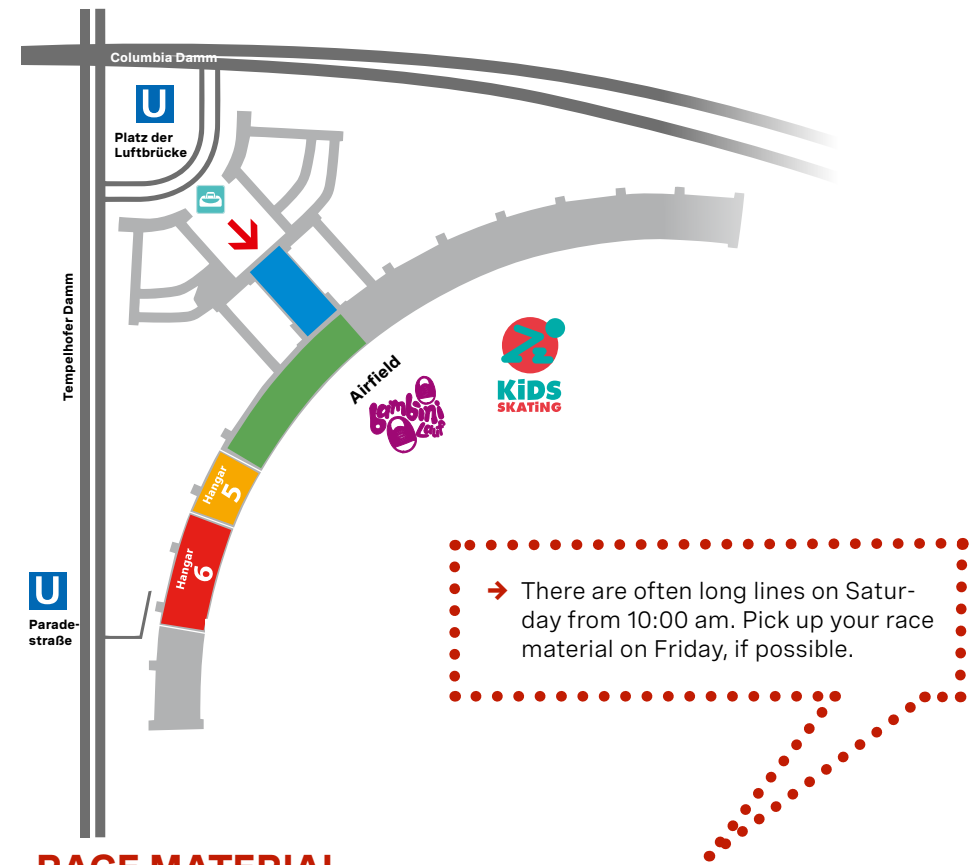 Columbia Damm
U
Platz der
Luftbrücke
Tempelhofer Damm
Airfield
bambini
Lauf
KiDS
SKATiNG
Hangar
5
Hangar
6
U
Parade-
straße
→ There are often long lines on Satur-
day from 10:00 am. Pick up your race
material on Friday, if possible.
RACE MATERIAL